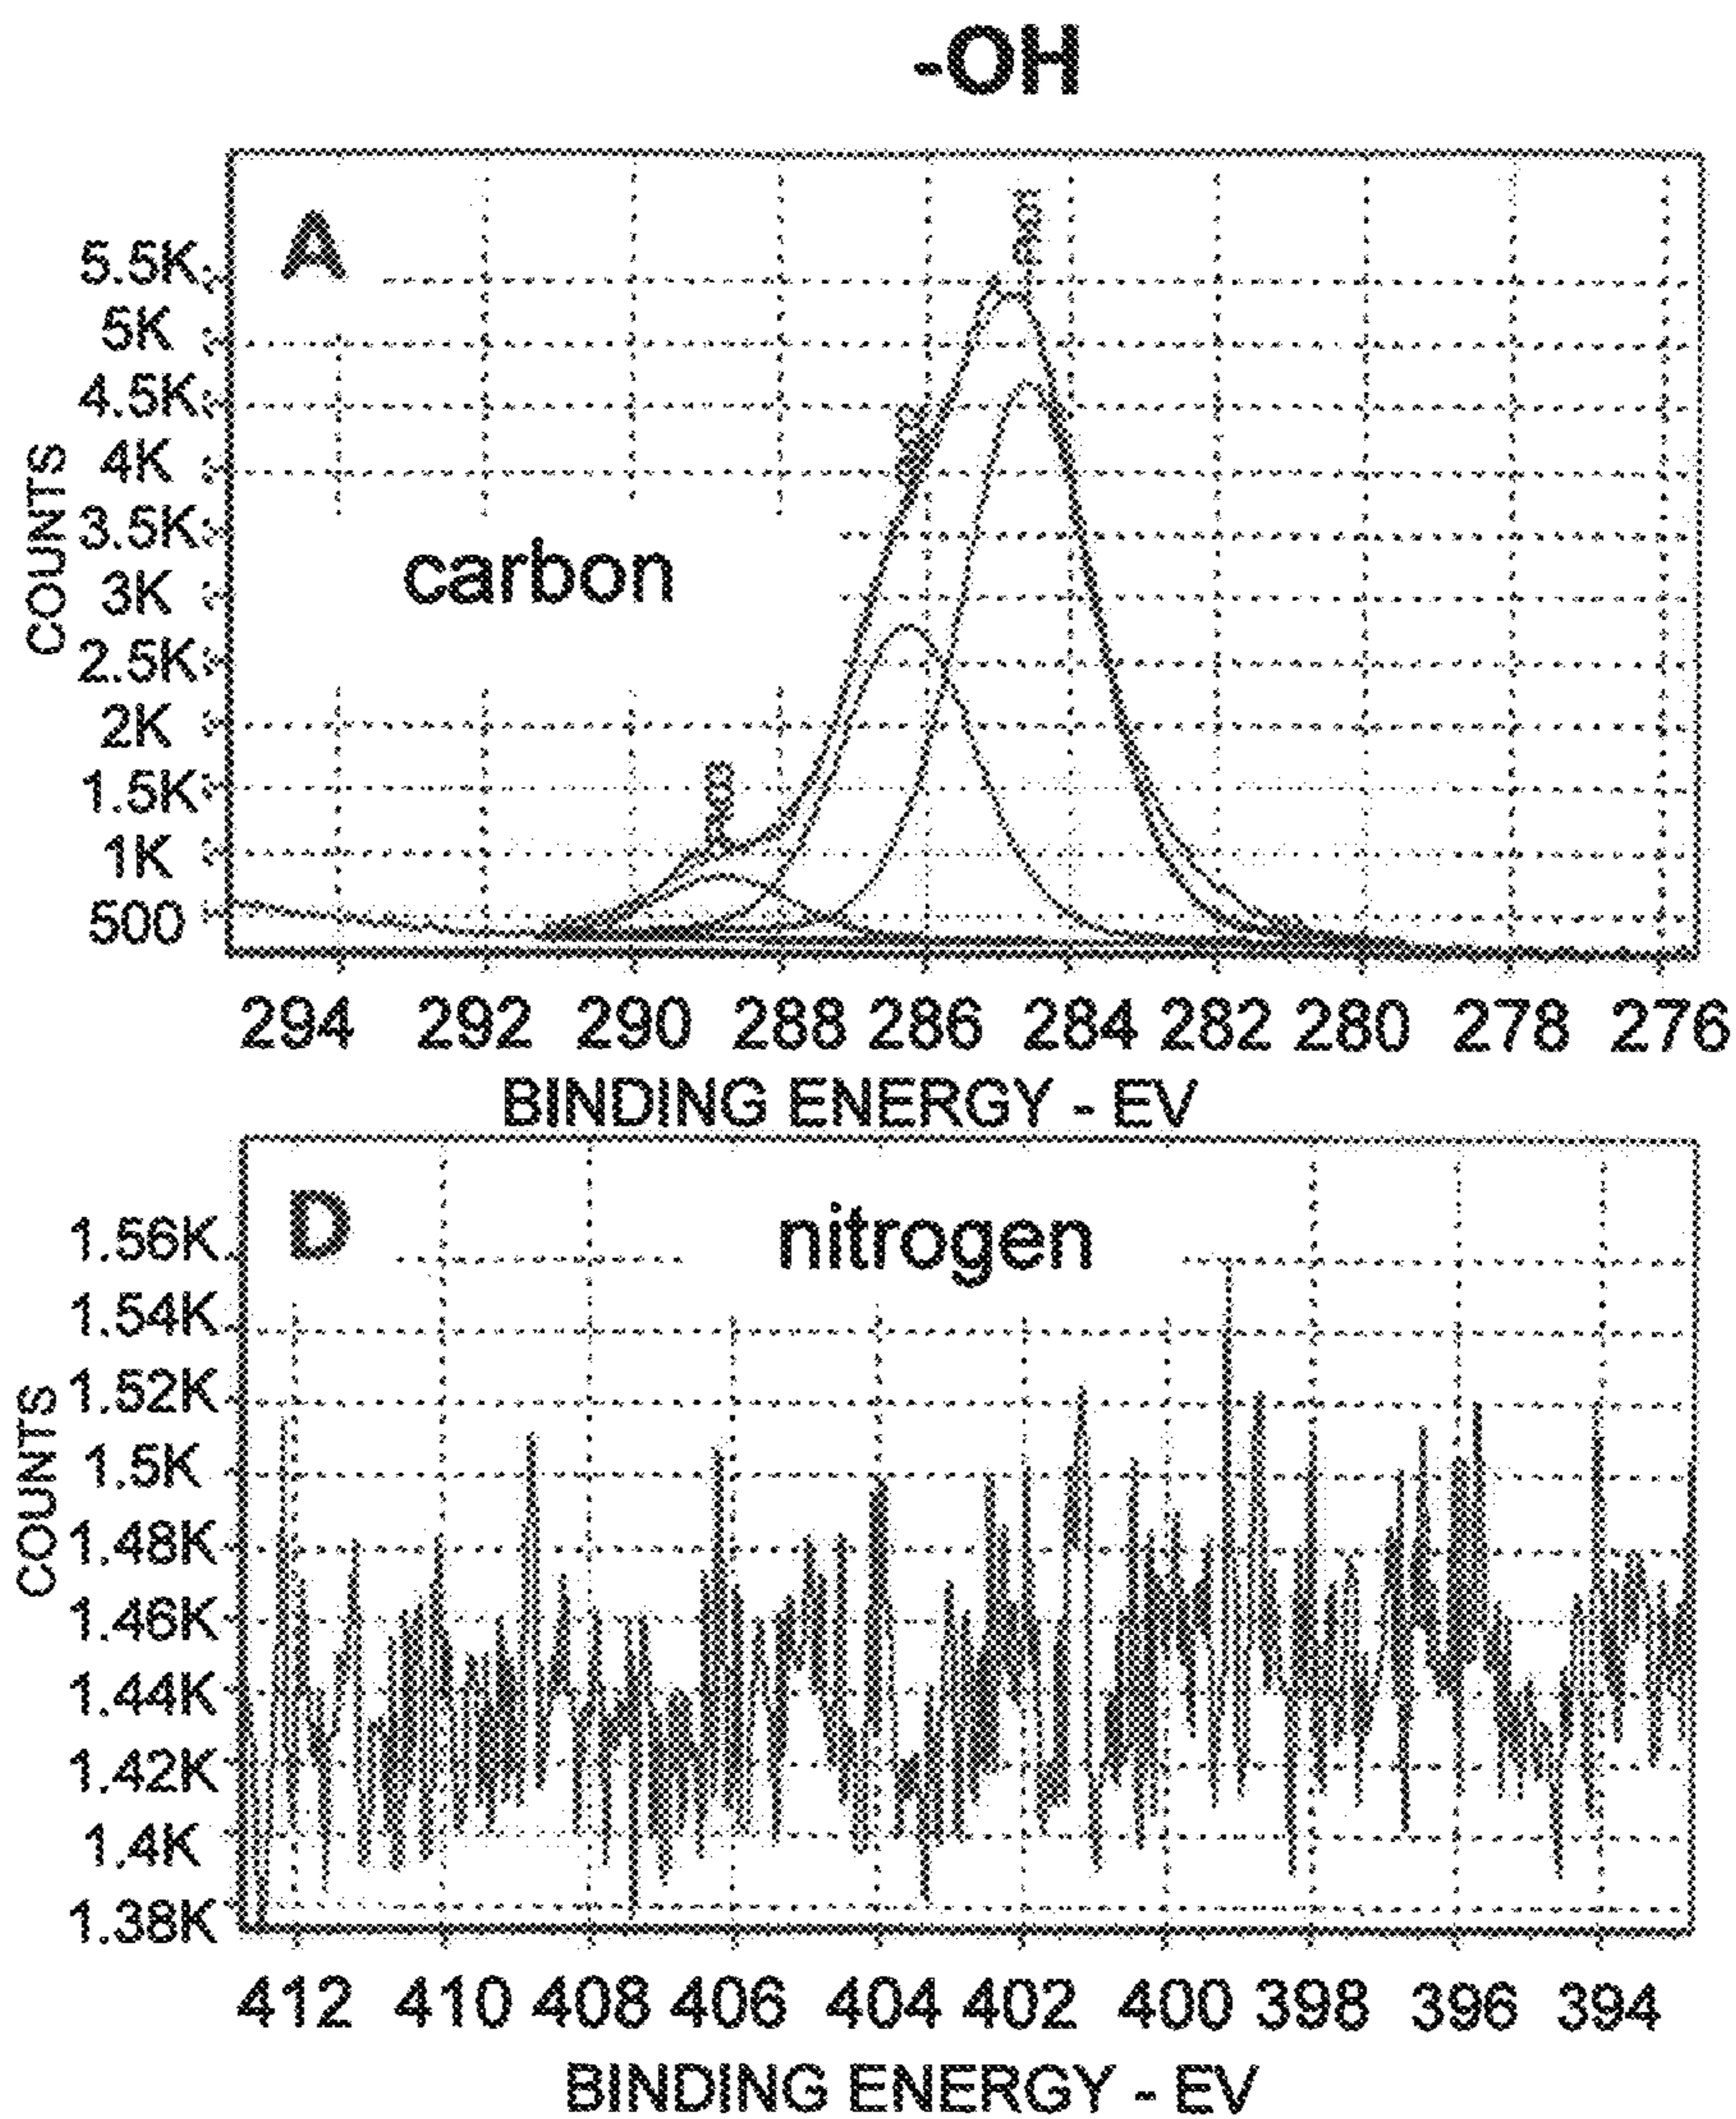 -OH
A
5.5K
5K
4.5K
4K
3.5K
3K
2.5K
2K
1.5K
1K
500
COUNTS
carbon
294 292 290 288 286 284 282 280 278 276
BINDING ENERGY - EV
D
nitrogen
1.56K
1.54K
1.52K
1.5K
1.48K
1.46K
1.44K
1.42K
1.4K
1.38K
COUNTS
412 410 408 406 404 402 400 398 396 394
BINDING ENERGY - EV